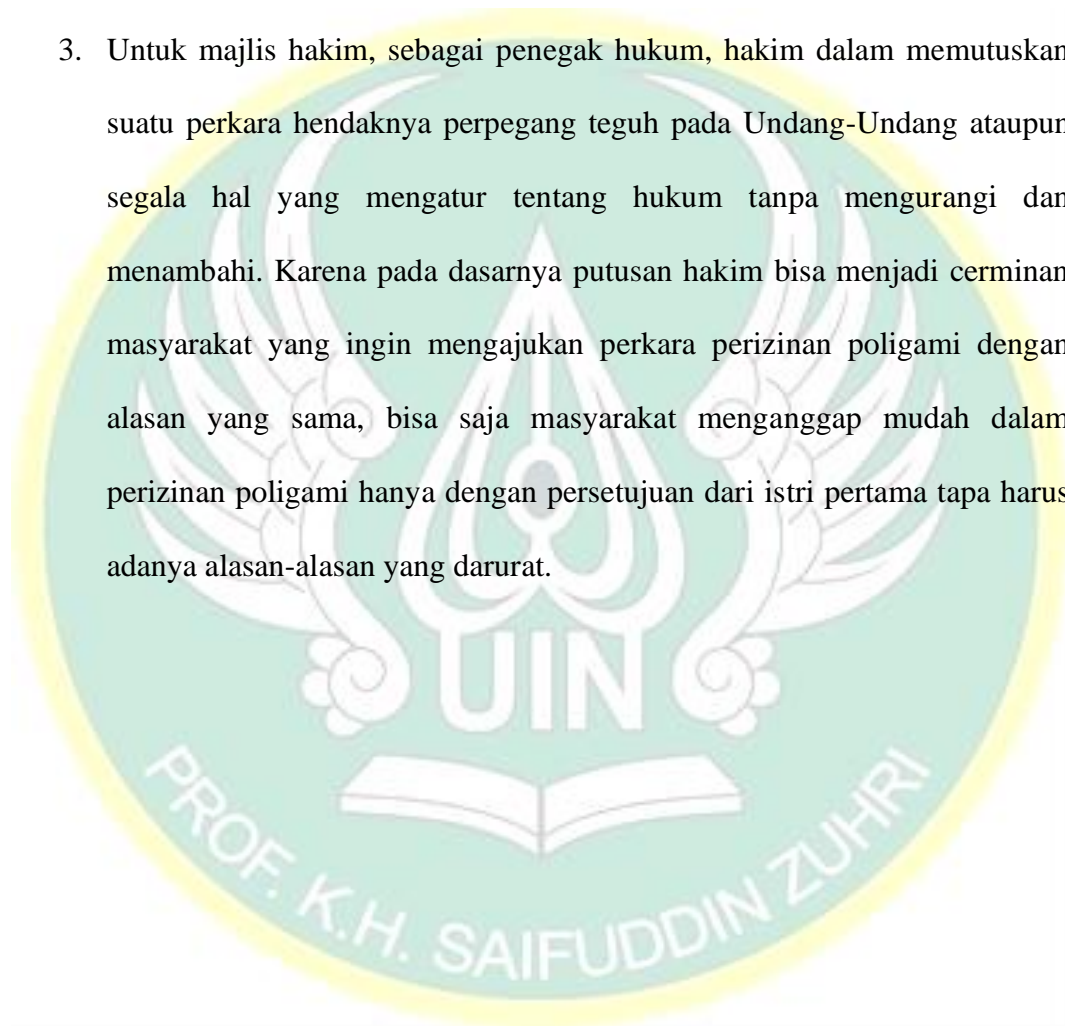 3. Untuk majlis hakim, sebagai penegak hukum, hakim dalam memutuskan
suatu perkara hendaknya perpegang teguh pada Undang-Undang ataupun
segala hal yang mengatur tentang hukum tanpa mengurangi dan
menambahi. Karena pada dasarnya putusan hakim bisa menjadi cerminan
masyarakat yang ingin mengajukan perkara perizinan poligami dengan
alasan yang sama, bisa saja masyarakat menganggap mudah dalam
perizinan poligami hanya dengan persetujuan dari istri pertama tapa harus
adanya alasan-alasan yang darurat.
UIN
PROF. K.H. SAIFUDDIN ZUHRI